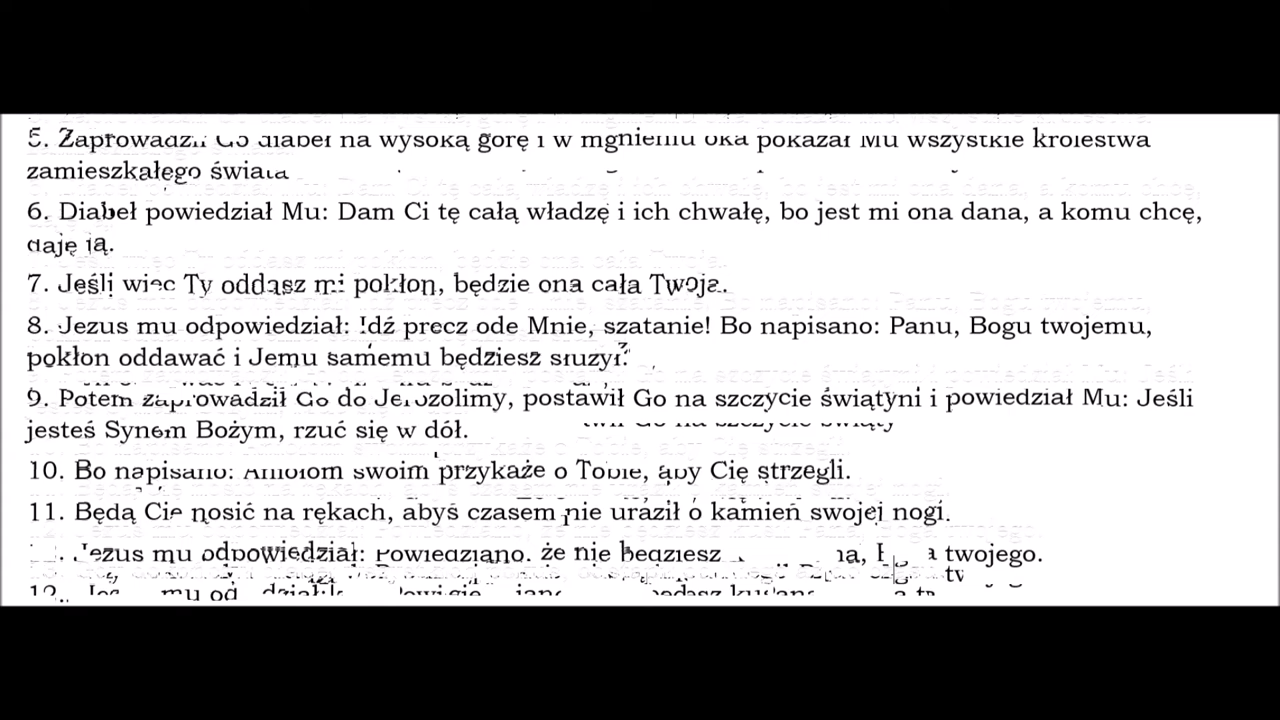 5. Zaprowadził Go diabeł na wysoką górę i w mgnieniu oka pokazał Mu wszystkie królestwa
zamieszkałego świata
6. Diabeł powiedział Mu: Dam Ci tę całą władzę i ich chwałę, bo jest mi ona dana, a komu chcę,
daję ją.
7. Jeśli więc Ty oddasz mi pokłon, będzie ona cała Twoja.
8. Jezus mu odpowiedział: Idź precz ode Mnie, szatanie! Bo napisano: Panu, Bogu twojemu,
pokłon oddawać i Jemu samemu będziesz służył.
9. Potem zaprowadził Go do Jerozolimy, postawił Go na szczycie świątyni i powiedział Mu: Jeśli
jesteś Synem Bożym, rzuć się w dół.
10. Bo napisano: Aniołom swoim przykaże o Tobie, aby Cię strzegli.
11. Będą Cię nosić na rękach, abyś czasem nie uraził o kamień swojej nogi.
Jezus mu odpowiedział: Powiedziano, że nie będziesz twojego.